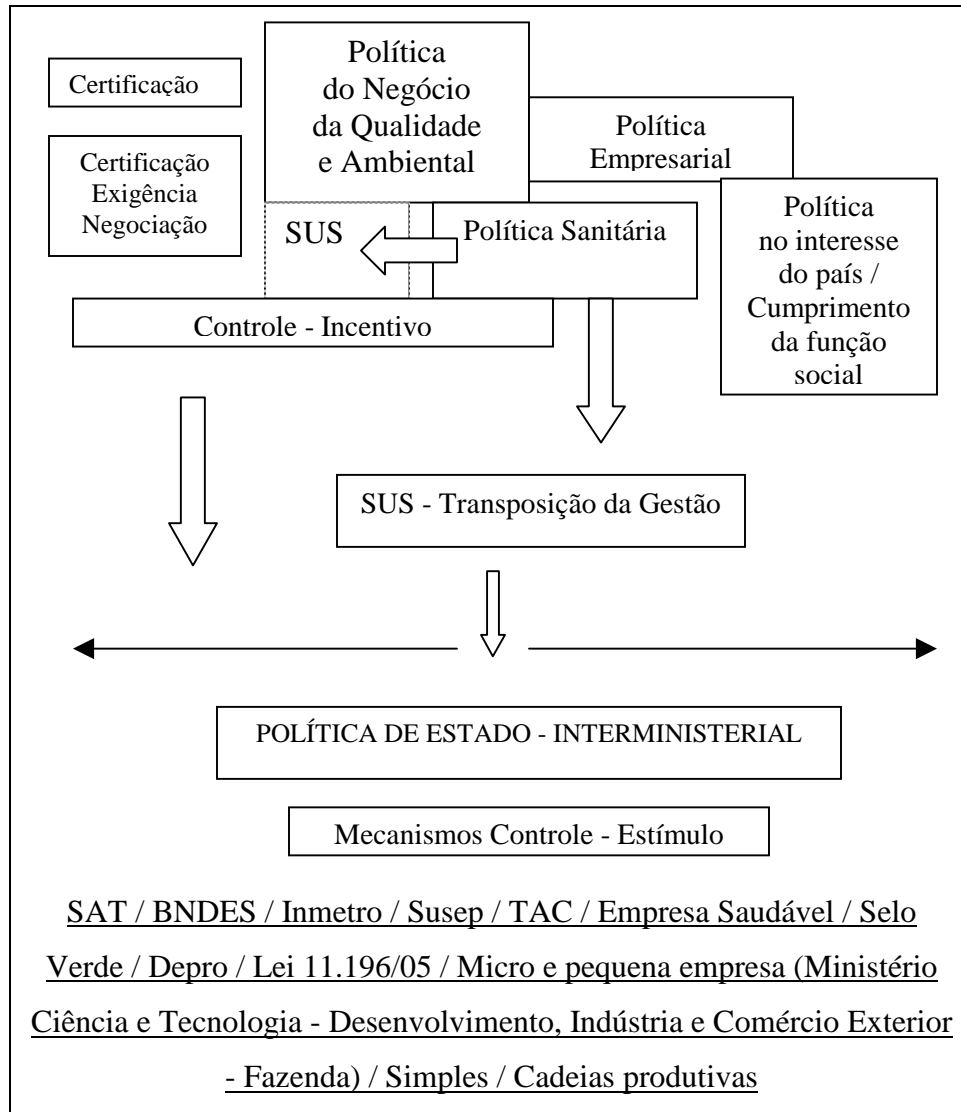 Certificação
Certificação
Exigência
Negociação
Política
do Negócio
da Qualidade
e Ambiental
Política
Empresarial
Política
no interesse
do país /
Cumprimento
da função
social
SUS
Política Sanitária
Controle - Incentivo
SUS - Transposição da Gestão
POLÍTICA DE ESTADO - INTERMINISTERIAL
Mecanismos Controle - Estímulo
SAT / BNDES / Inmetro / Susep / TAC / Empresa Saudável / Selo
Verde / Depro / Lei 11.196/05 / Micro e pequena empresa (Ministério
Ciência e Tecnologia - Desenvolvimento, Indústria e Comércio Exterior
- Fazenda) / Simples / Cadeias produtivas